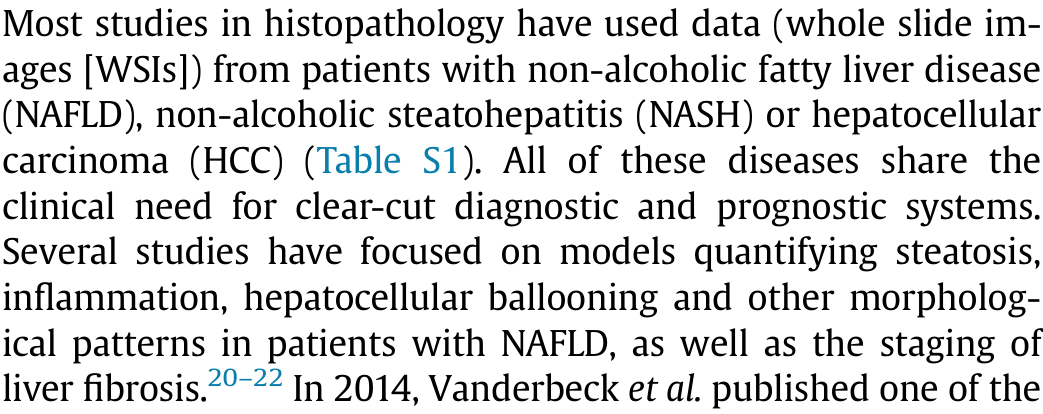 Most studies in histopathology have used data (whole slide im-
ages [WSIs]) from patients with non-alcoholic fatty liver disease
(NAFLD), non-alcoholic steatohepatitis (NASH) or hepatocellular
carcinoma (HCC) (Table S1). All of these diseases share the
clinical need for clear-cut diagnostic and prognostic systems.
Several studies have focused on models quantifying steatosis,
inflammation, hepatocellular ballooning and other morpholog-
ical patterns in patients with NAFLD, as well as the staging of
liver fibrosis.20–22 In 2014, Vanderbeck et al. published one of the